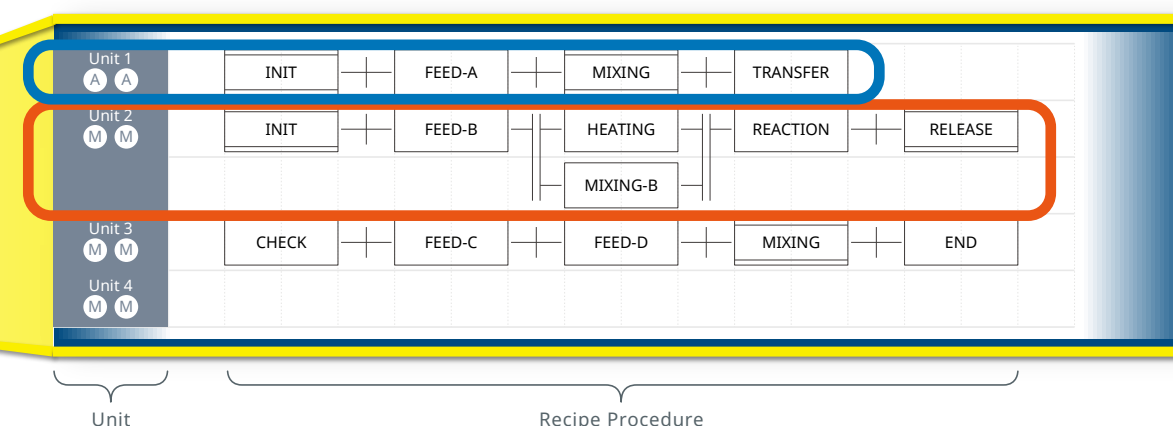 Unit 1
A A
INIT FEED-A MIXING TRANSFER
Unit 2
M M
INIT FEED-B HEATING REACTION RELEASE
MIXING-B
Unit 3
M M
CHECK FEED-C FEED-D MIXING END
Unit 4
M M
Unit Recipe Procedure